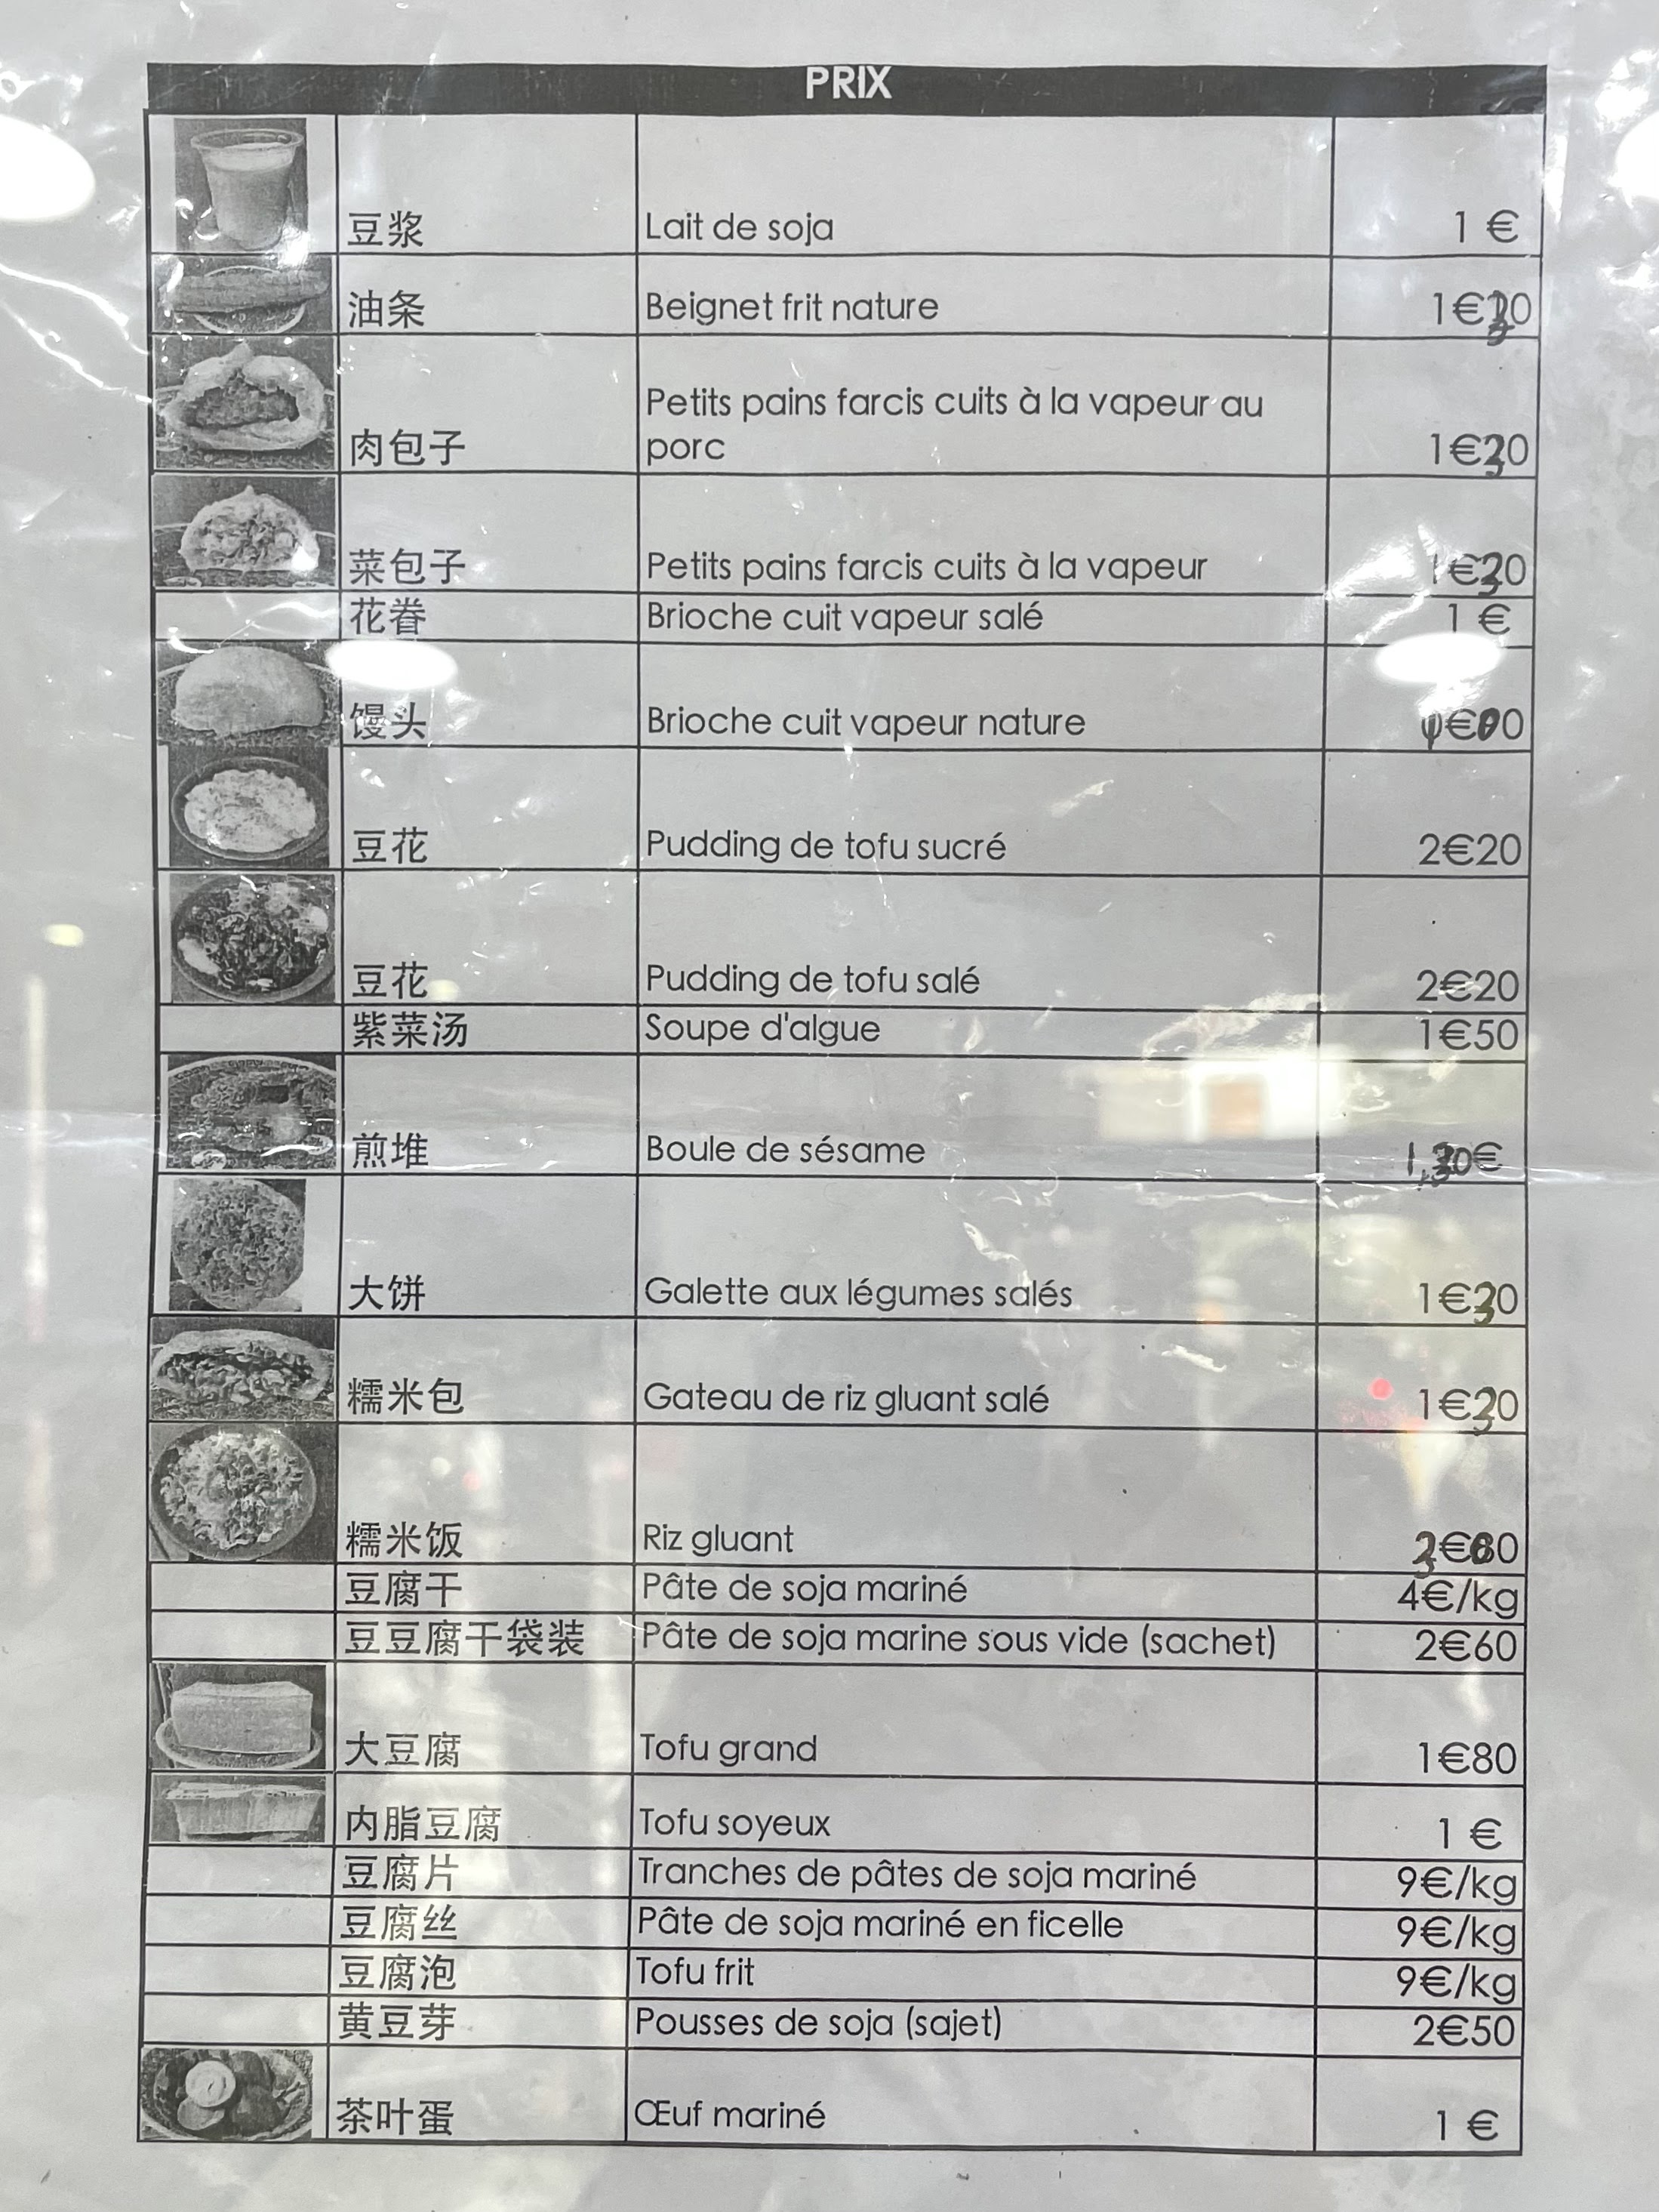 PRIX
豆浆 Lait de soja 1 €
油条 Beignet frit nature 1€30
肉包子 Petits pains farcis cuits à la vapeur au
porc 1€30
菜包子 Petits pains farcis cuits à la vapeur 1€30
花眷 Brioche cuit vapeur salé 1 €
馒头 Brioche cuit vapeur nature
豆花 Pudding de tofu sucré 2€20
豆花 Pudding de tofu salé 2€20
紫菜汤 Soupe d'algue 1€50
煎堆 Boule de sésame 1,30€
大饼 Galette aux légumes salés 1€30
糯米包 Gateau de riz gluant salé 1€30
糯米饭 Riz gluant
豆腐干 Pâte de soja mariné 4€/kg
豆豆腐干袋装 Pâte de soja marine sous vide (sachet) 2€60
大豆腐 Tofu grand 1€80
内脂豆腐 Tofu soyeux 1 €
豆腐片 Tranches de pâtes de soja mariné 9€/kg
豆腐丝 Pâte de soja mariné en ficelle 9€/kg
豆腐泡 Tofu frit 9€/kg
黄豆芽 Pousses de soja (sajet) 2€50
茶叶蛋 Œuf mariné 1 €